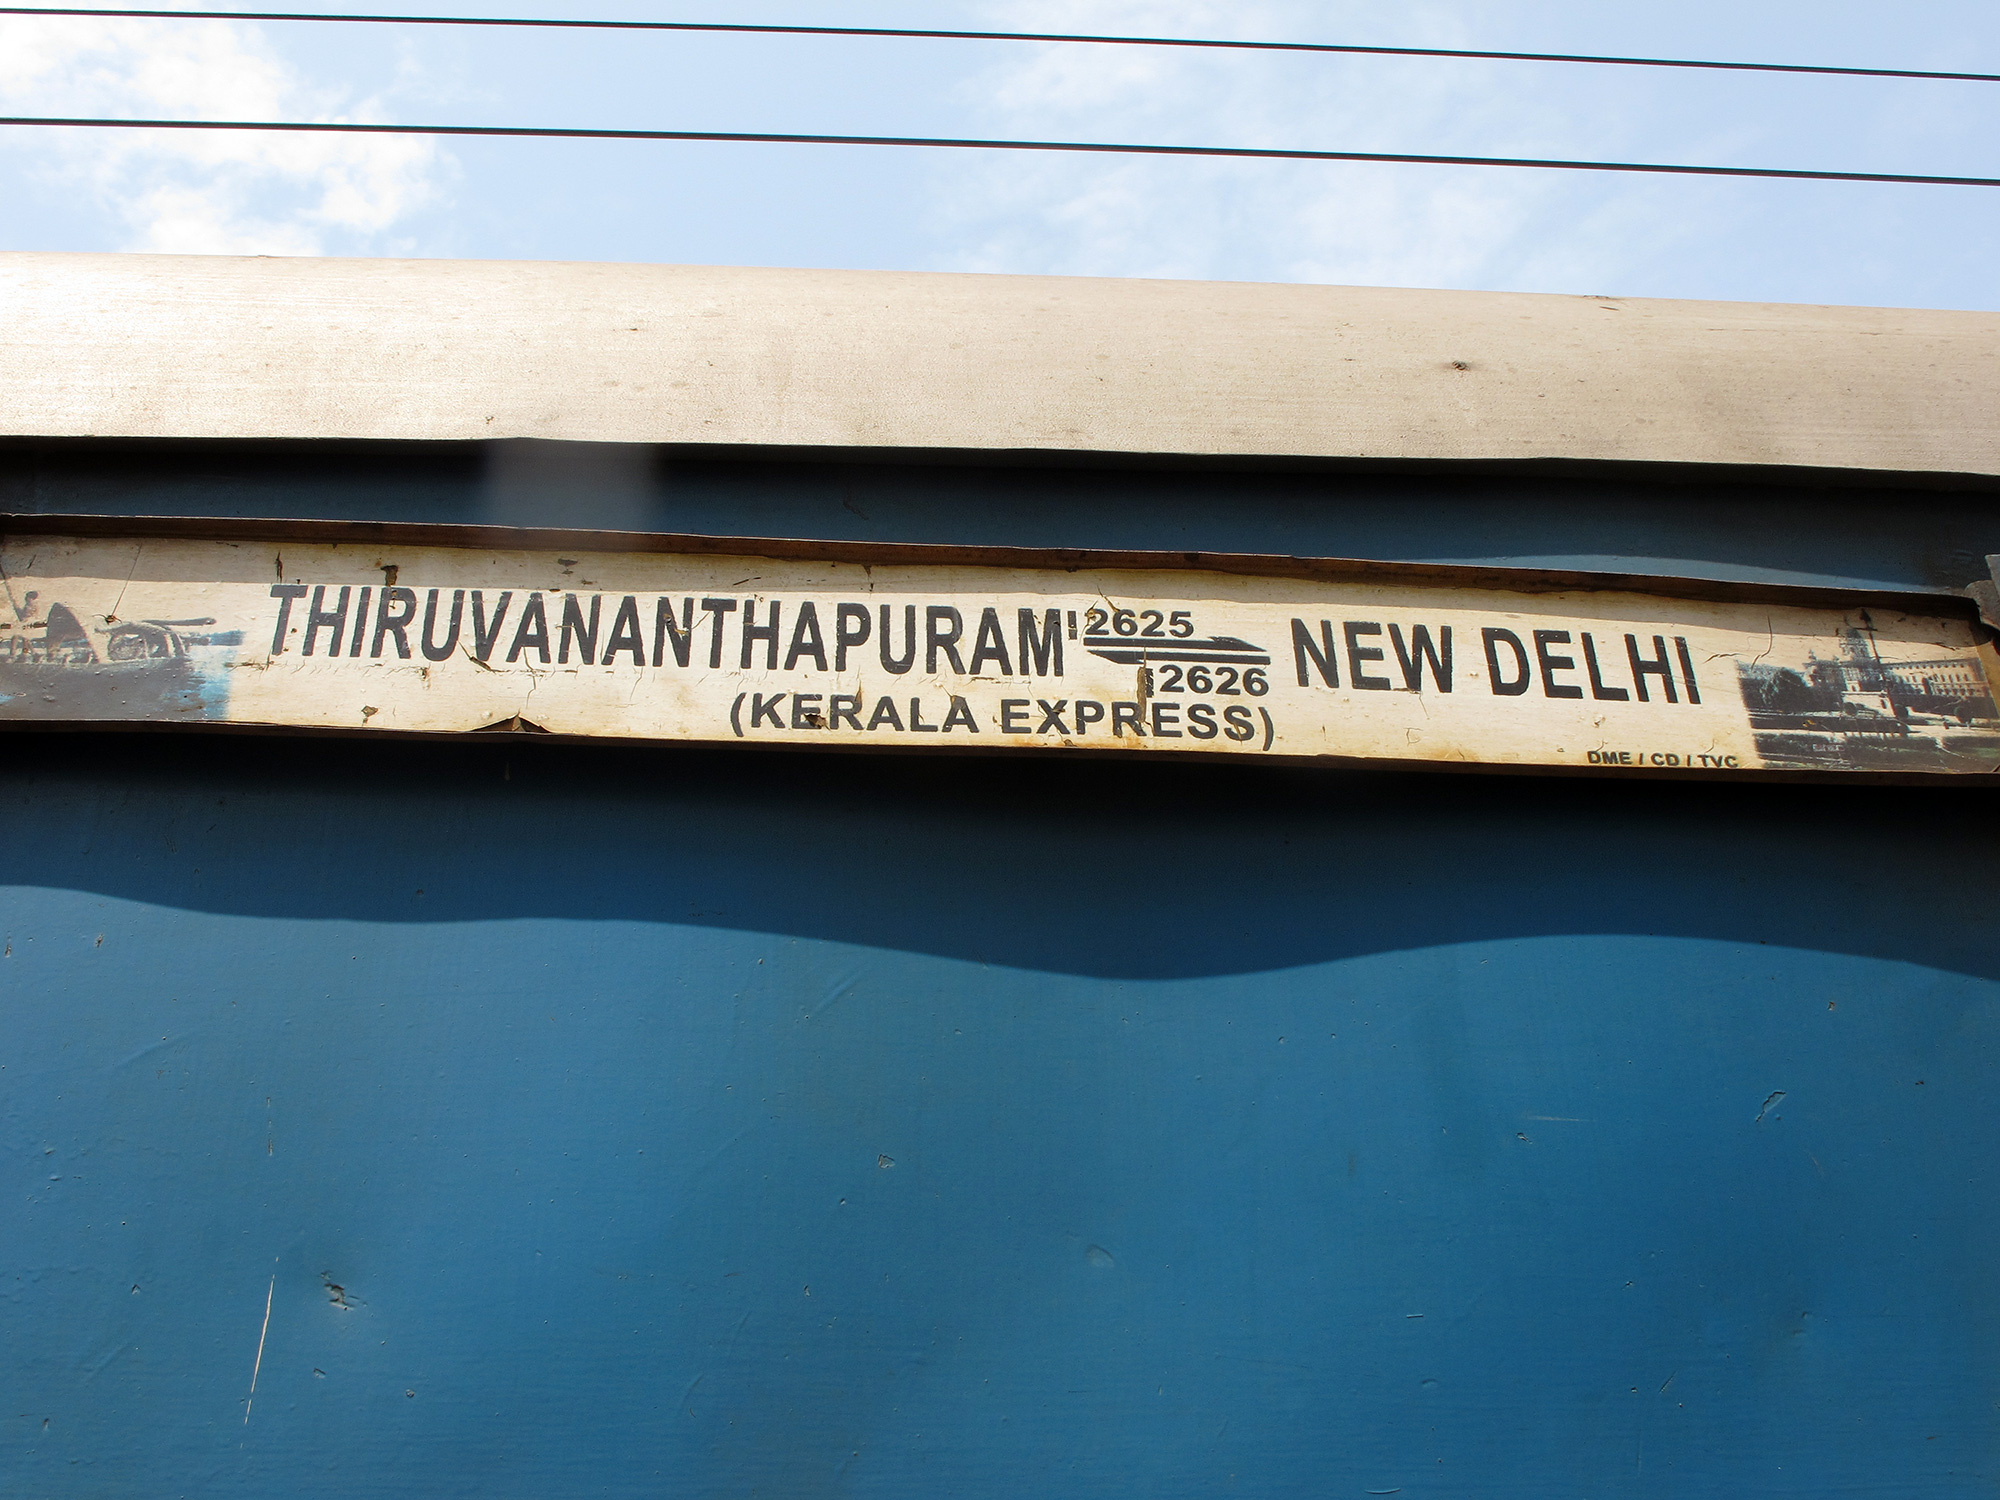 THIRUVANANTHAPURAM 12625 NEW DELHI
12626
(KERALA EXPRESS)
DME / CD / TVC